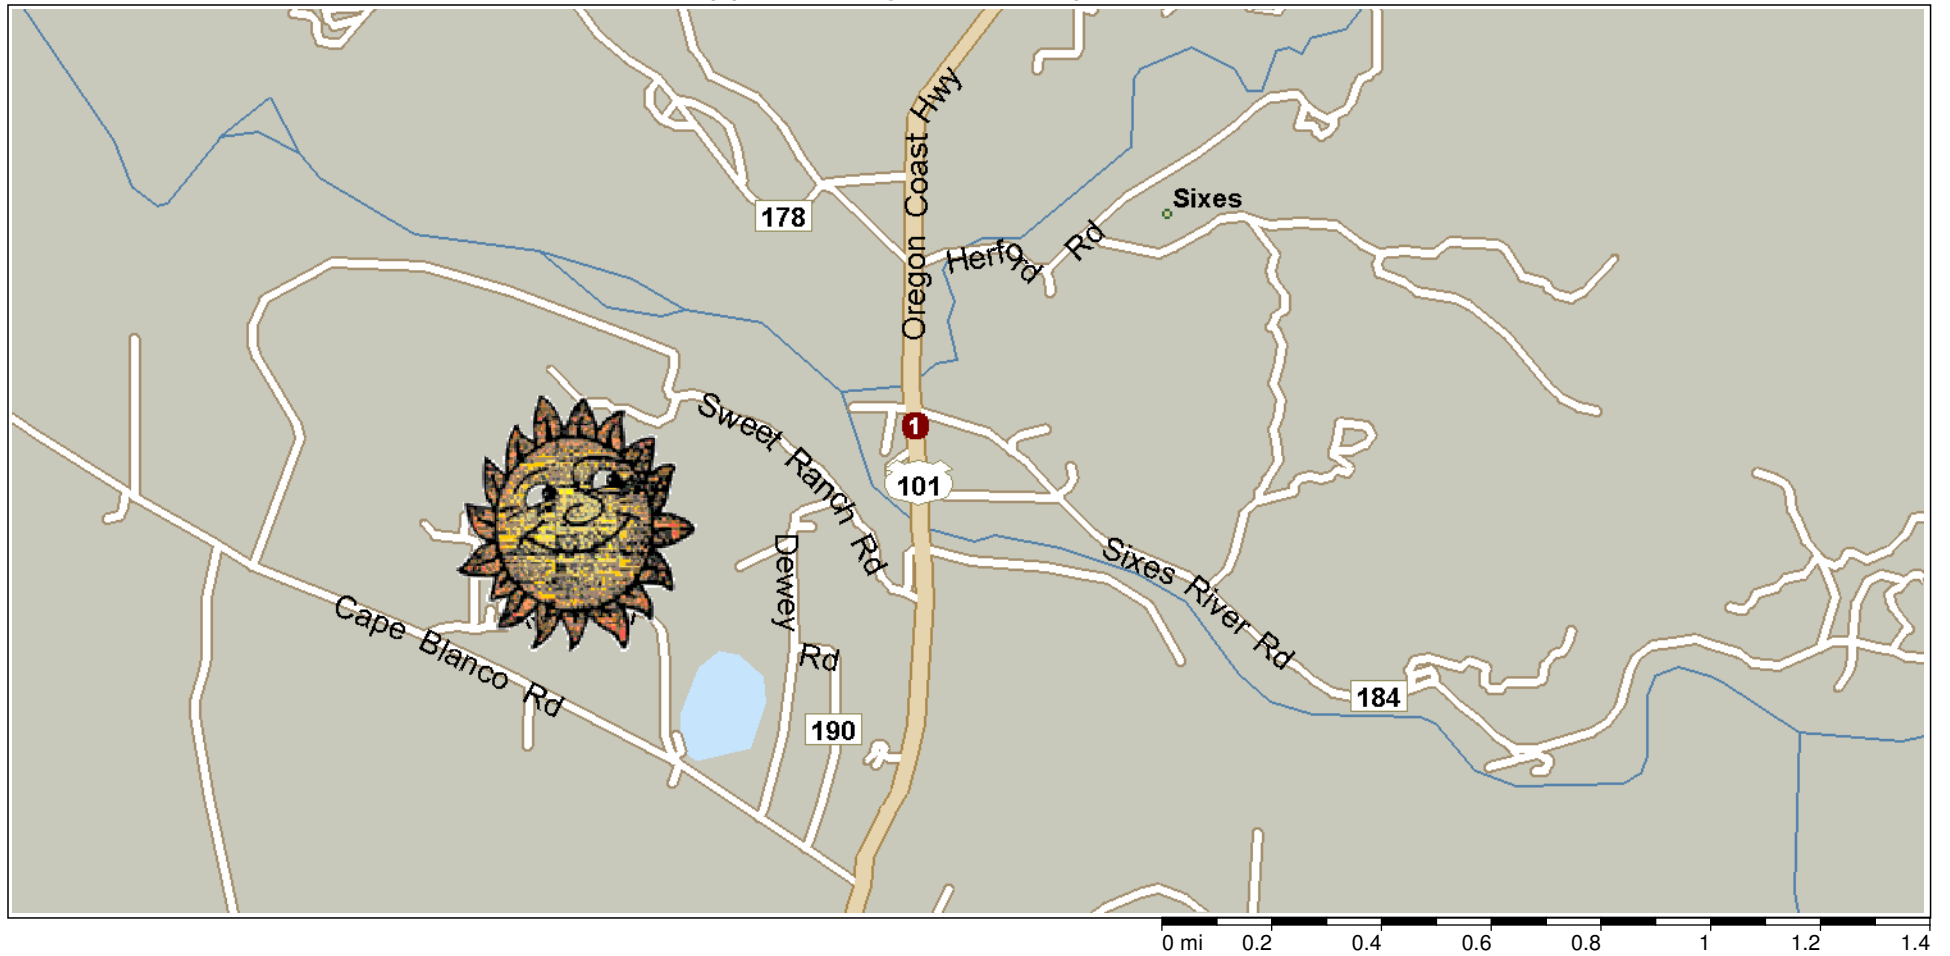 Oregon Coast Hwy
Sixes
178
Herford Rd
1
Sweet Ranch Rd
101
Dewey Rd
Sixes River Rd
Cape Blanco Rd
184
190
0 mi 0.2 0.4 0.6 0.8 1 1.2 1.4